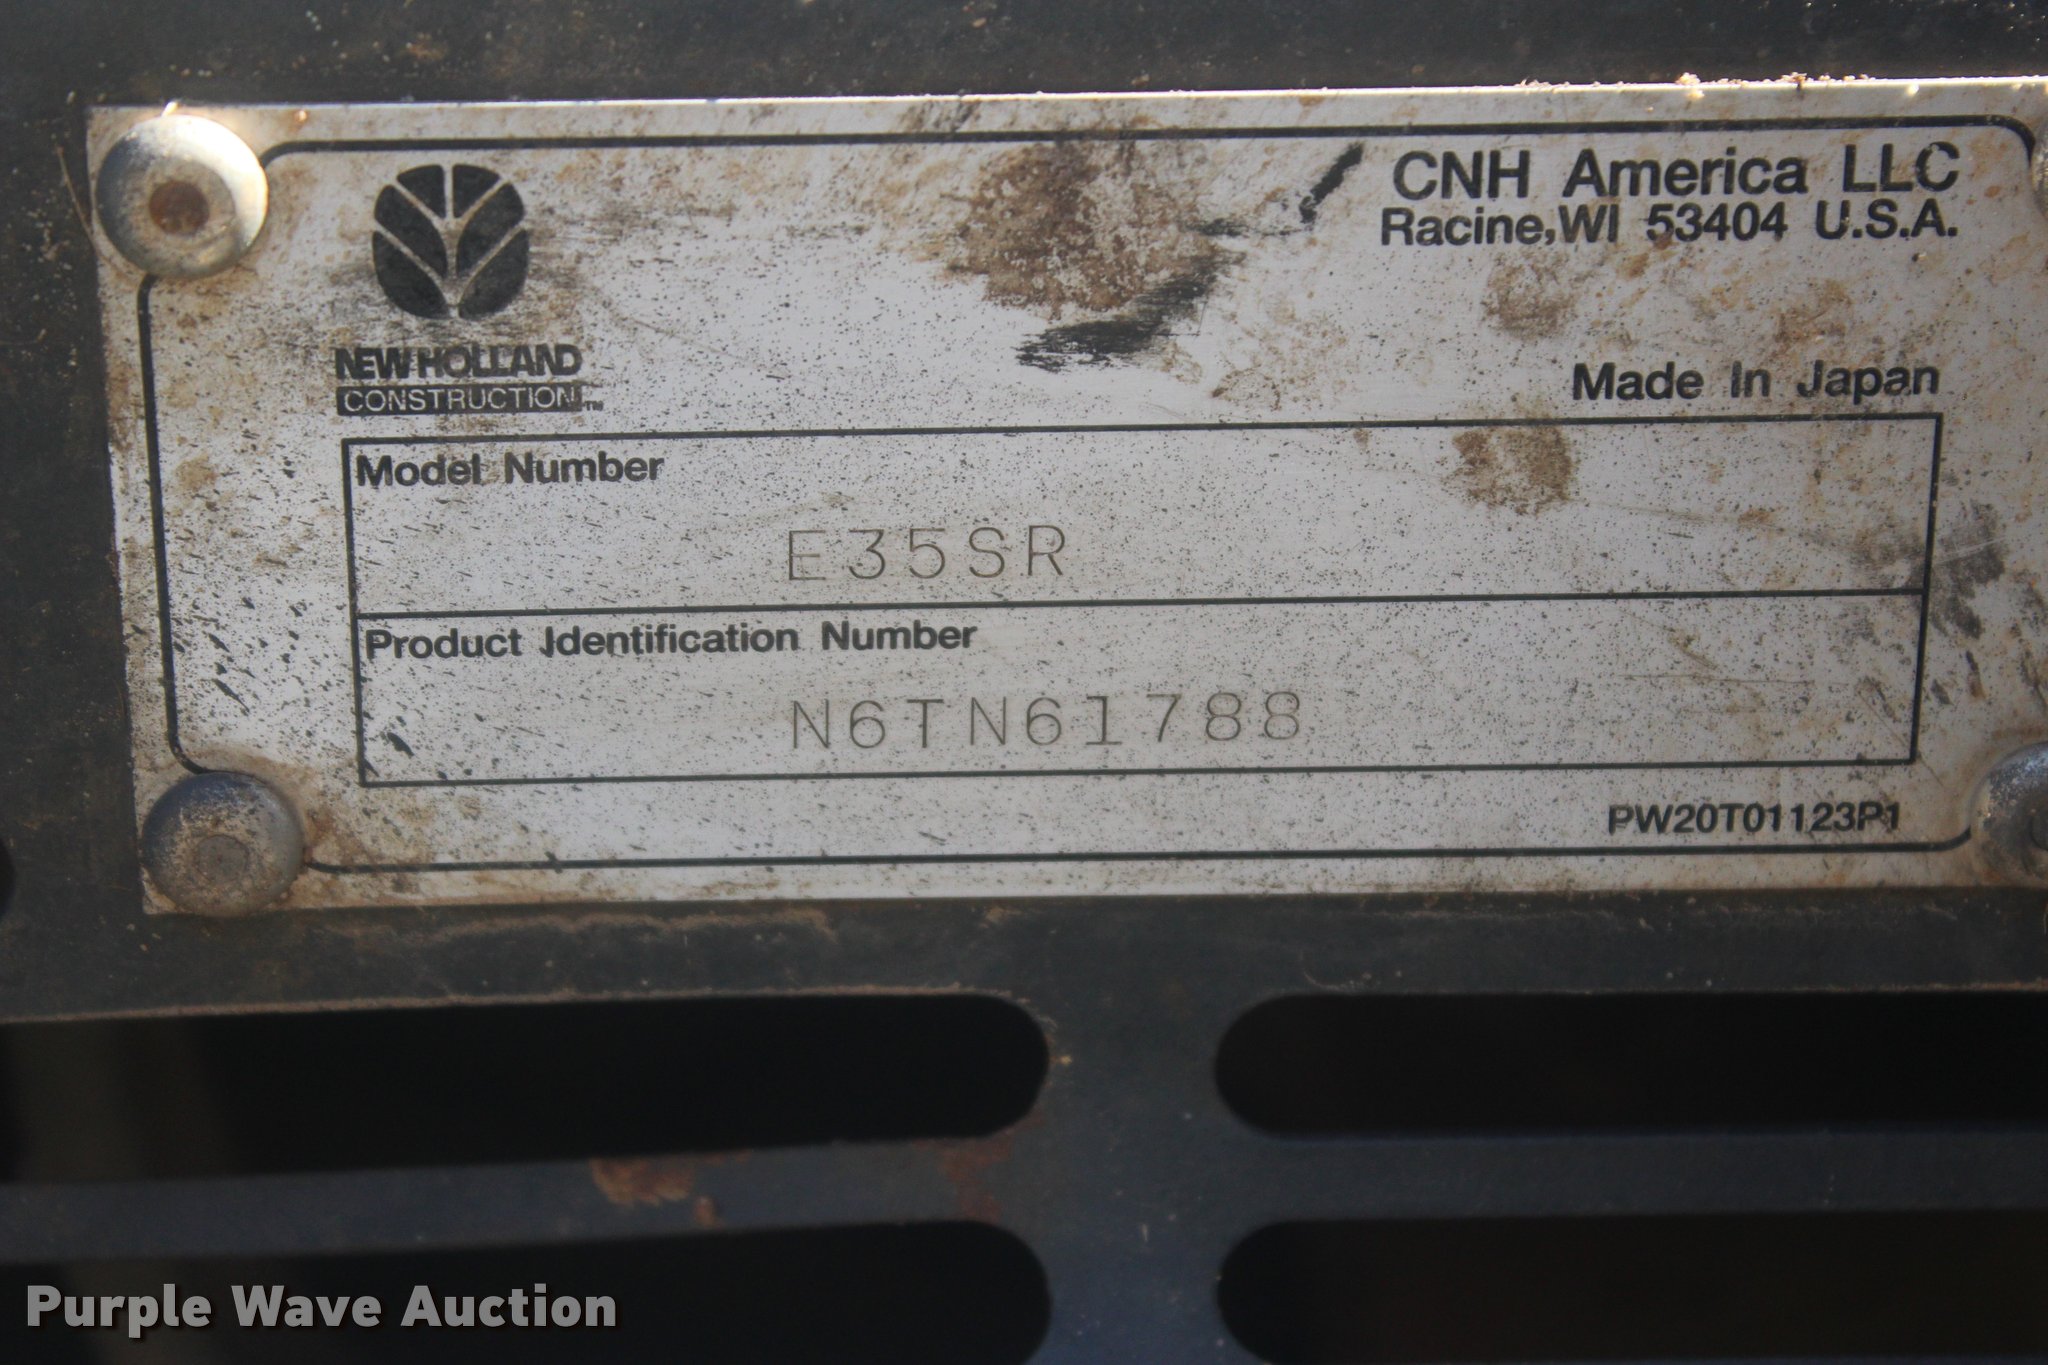 CNH America LLC
Racine, WI 53404 U.S.A.
NEW HOLLAND
CONSTRUCTION™
Made In Japan
Model Number
E35SR
Product Identification Number
N6TN61788
PW20T01123P1
Purple Wave Auction